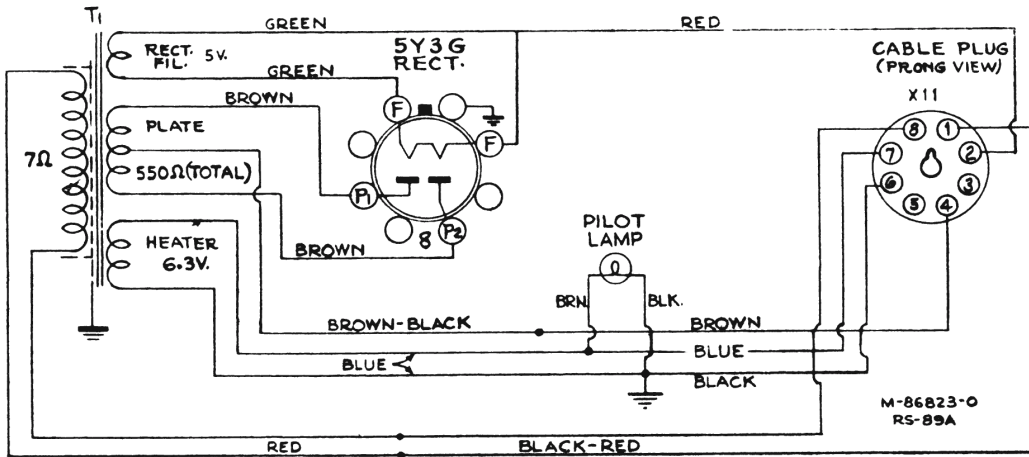 T1
GREEN
RED
RECT.
FIL. 5V.
5Y3G
RECT.
CABLE PLUG
(PRONG VIEW)
X11
GREEN
BROWN
F
F
PLATE
7Ω
550Ω(TOTAL)
P1
P2
8
8
1
7
2
6
3
5
4
HEATER
6.3V.
BROWN
PILOT
LAMP
BRN.
BLK.
BROWN-BLACK
BROWN
BLUE
BLUE
BLACK
M-86823-0
RS-89A
RED
BLACK-RED